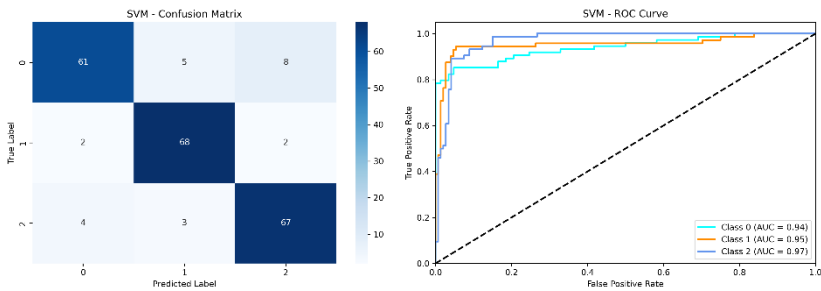 SVM - Confusion Matrix
0
1
2
True Label
61 5 8
2 68 2
4 3 67
0 1 2
Predicted Label
60
50
40
30
20
10
SVM - ROC Curve
True Positive Rate
1.0
0.8
0.6
0.4
0.2
0.0
0.0 0.2 0.4 0.6 0.8 1.0
False Positive Rate
Class 0 (AUC = 0.94)
Class 1 (AUC = 0.95)
Class 2 (AUC = 0.97)